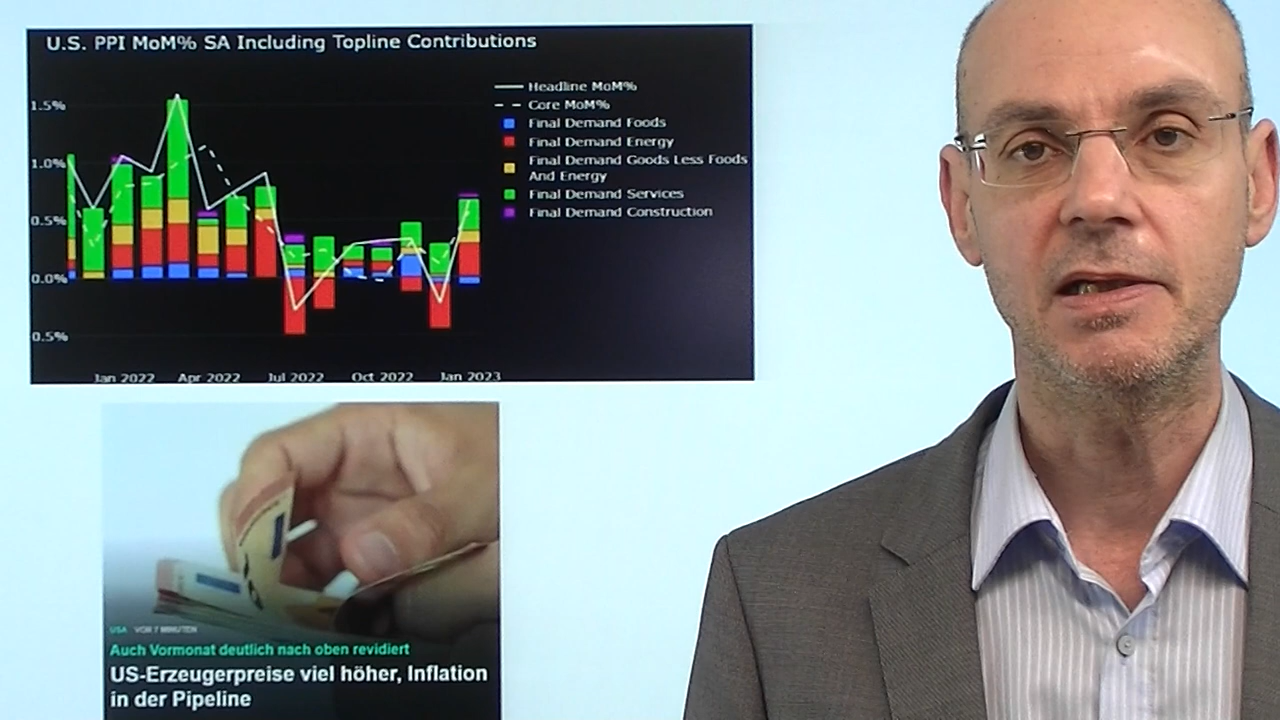 U.S. PPI MoM% SA Including Topline Contributions
Headline MoM%
Core MoM%
Final Demand Foods
Final Demand Energy
Final Demand Goods Less Foods
And Energy
Final Demand Services
Final Demand Construction
1.5%
1.0%
0.5%
0.0%
0.5%
Jan 2022 Apr 2022 Jul 2022 Oct 2022 Jan 2023
USA VOR 7 MINUTEN
Auch Vormonat deutlich nach oben revidiert
US-Erzeugerpreise viel höher, Inflation
in der Pipeline